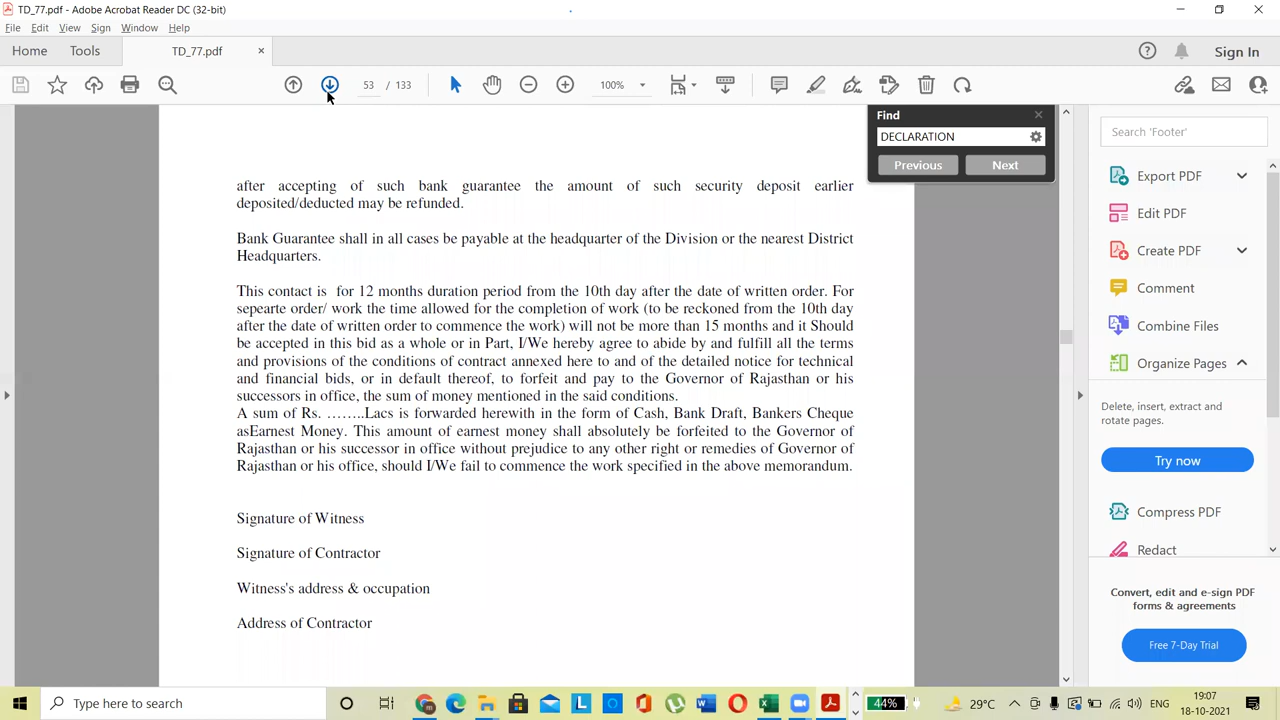 TD_77.pdf - Adobe Acrobat Reader DC (32-bit)
File Edit View Sign Window Help
Home Tools TD_77.pdf Sign In
53 / 133 100%
Find
DECLARATION
Previous Next
after accepting of such bank guarantee the amount of such security deposit earlier
deposited/deducted may be refunded.
Bank Guarantee shall in all cases be payable at the headquarter of the Division or the nearest District
Headquarters.
This contact is for 12 months duration period from the 10th day after the date of written order. For
sepearte order/ work the time allowed for the completion of work (to be reckoned from the 10th day
after the date of written order to commence the work) will not be more than 15 months and it Should
be accepted in this bid as a whole or in Part, I/We hereby agree to abide by and fulfill all the terms
and provisions of the conditions of contract annexed here to and of the detailed notice for technical
and financial bids, or in default thereof, to forfeit and pay to the Governor of Rajasthan or his
successors in office, the sum of money mentioned in the said conditions.
A sum of Rs. ……..Lacs is forwarded herewith in the form of Cash, Bank Draft, Bankers Cheque
asEarnest Money. This amount of earnest money shall absolutely be forfeited to the Governor of
Rajasthan or his successor in office without prejudice to any other right or remedies of Governor of
Rajasthan or his office, should I/We fail to commence the work specified in the above memorandum.
Signature of Witness
Signature of Contractor
Witness's address & occupation
Address of Contractor
Search 'Footer'
Export PDF
Edit PDF
Create PDF
Comment
Combine Files
Organize Pages
Delete, insert, extract and
rotate pages.
Try now
Compress PDF
Redact
Convert, edit and e-sign PDF
forms & agreements
Free 7-Day Trial
Type here to search
44%
29°C
ENG
19:07
18-10-2021